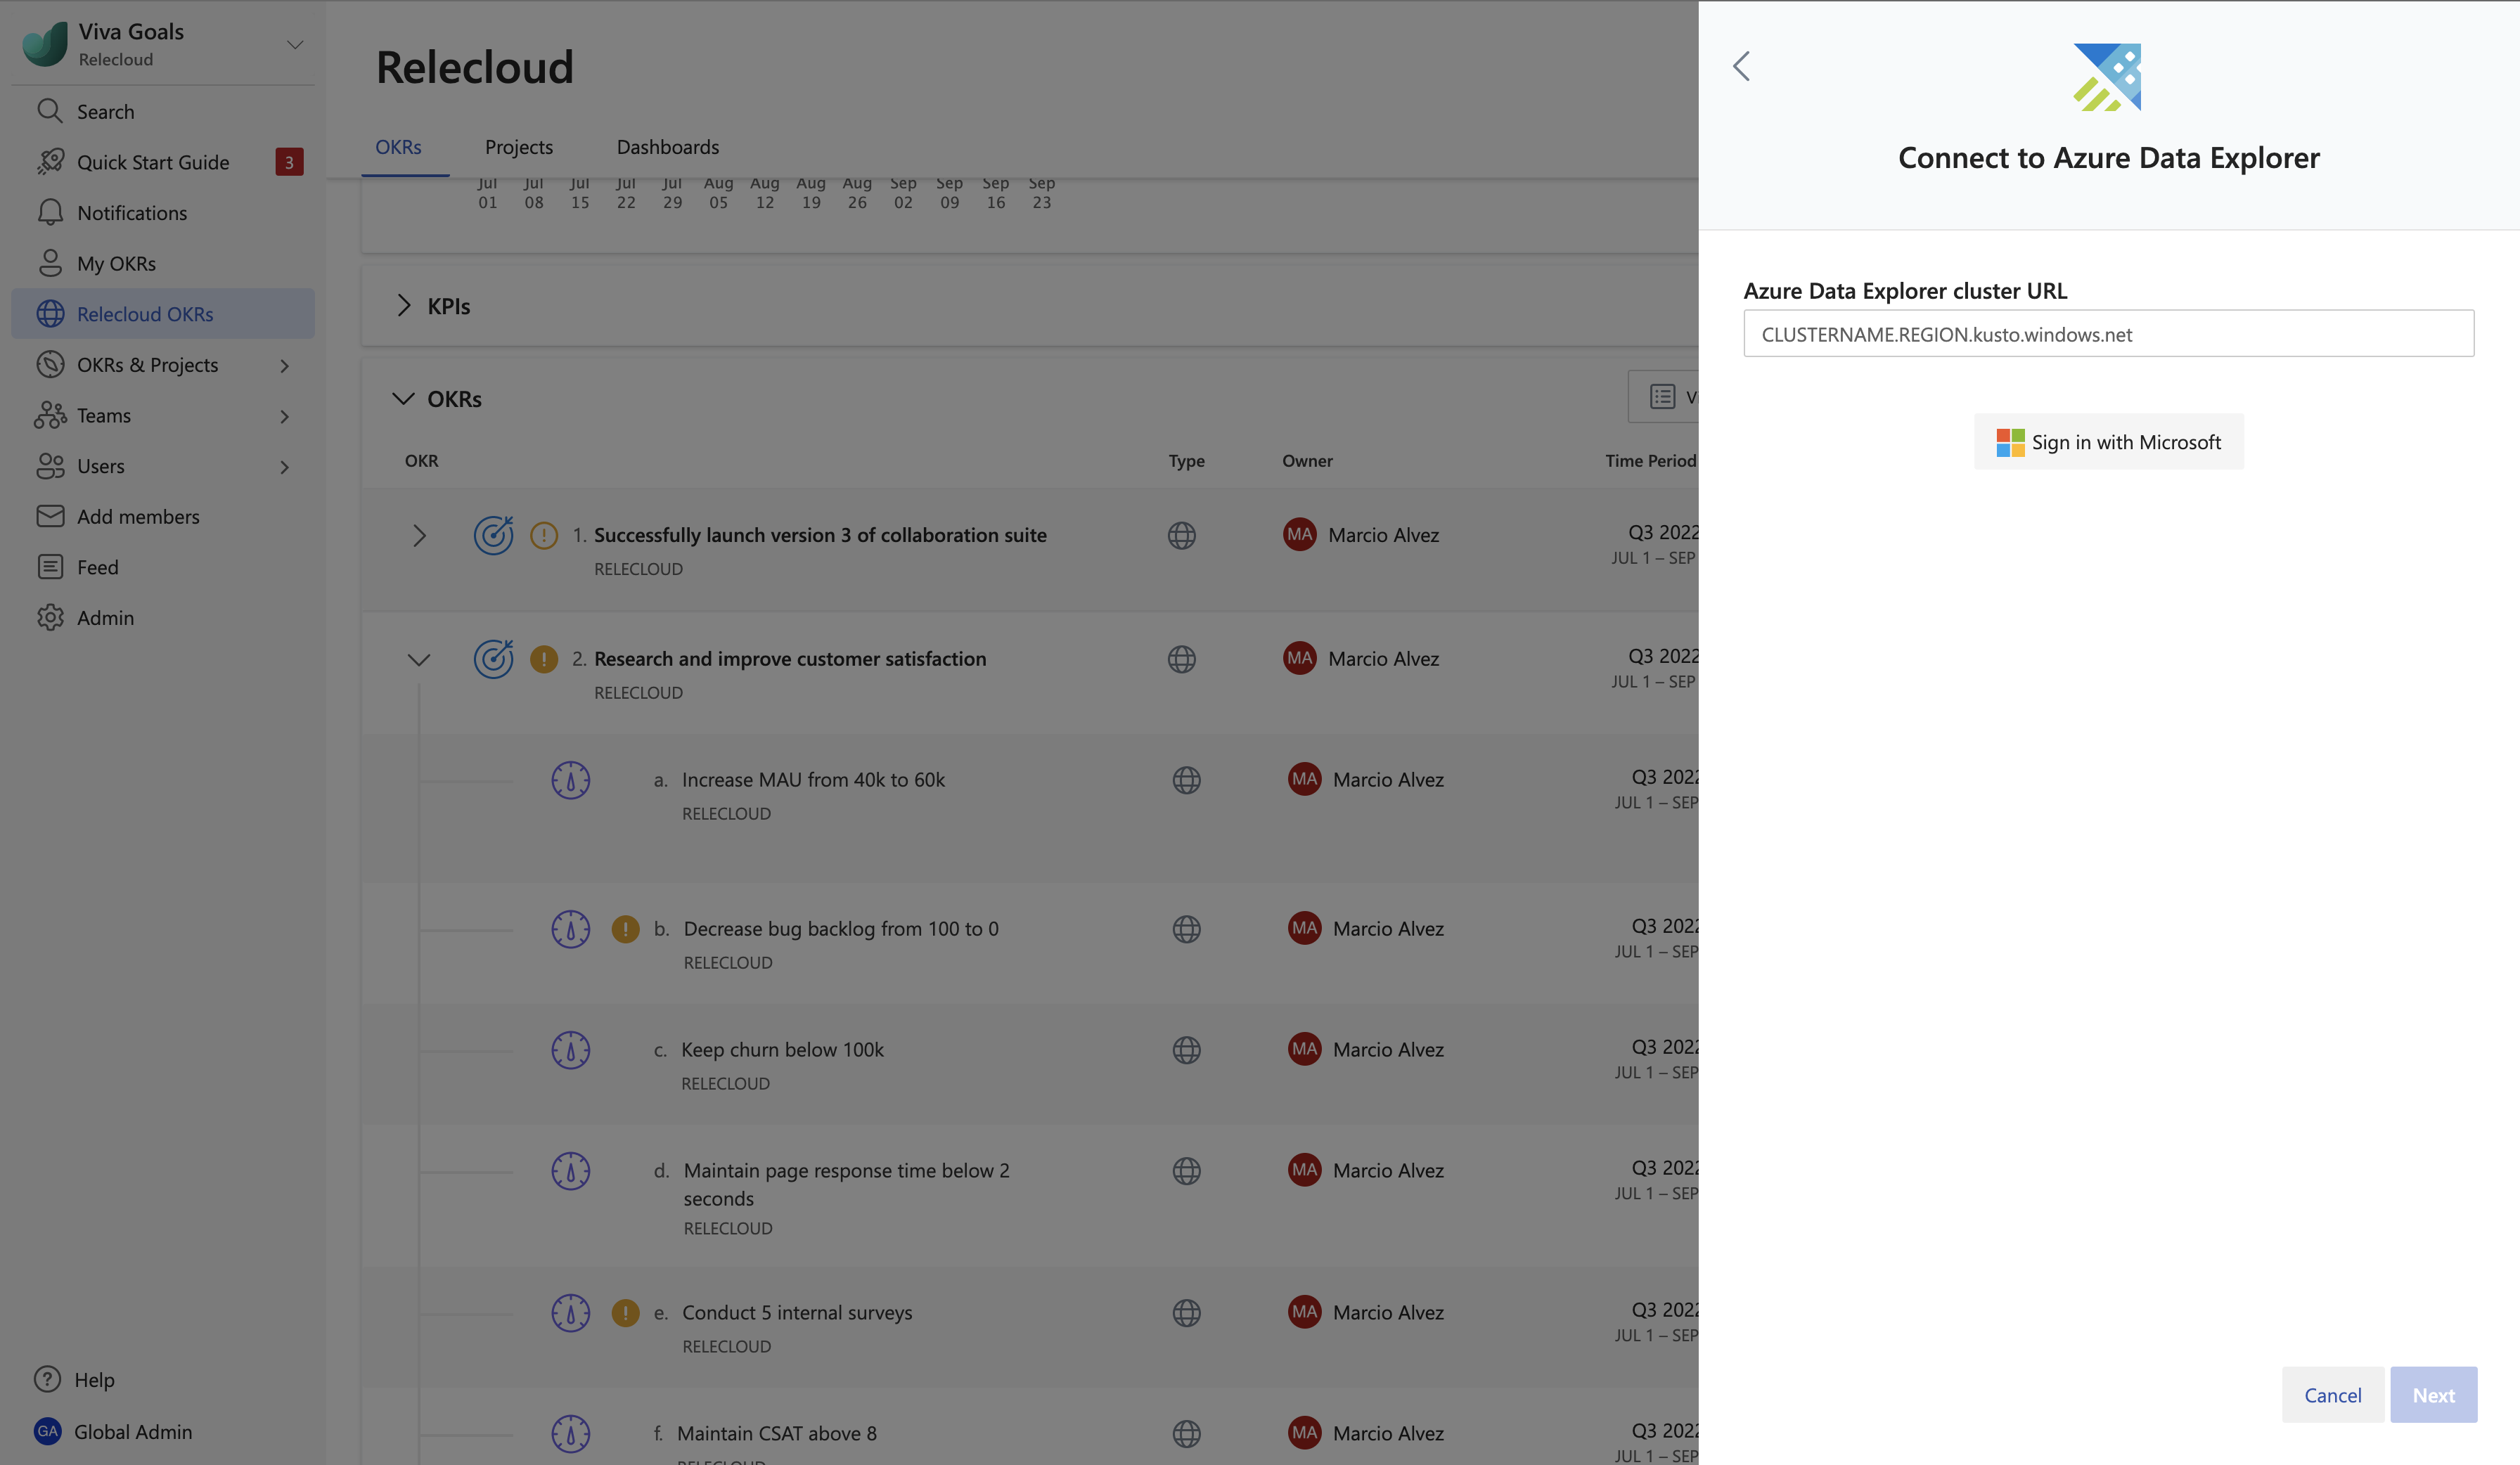 Viva Goals
Relecloud
Search
Quick Start Guide 3
Notifications
My OKRs
Relecloud OKRs
OKRs & Projects
Teams
Users
Add members
Feed
Admin
Help
GA Global Admin
Relecloud
OKRs Projects Dashboards
Jul Jul Jul Jul Jul Aug Aug Aug Aug Sep Sep Sep Sep
01 08 15 22 29 05 12 19 26 02 09 16 23
KPIs
OKRs
V
OKR Type Owner Time Period
1. Successfully launch version 3 of collaboration suite MA Marcio Alvez Q3 2022
RELECLOUD JUL 1 – SEP
2. Research and improve customer satisfaction MA Marcio Alvez Q3 2022
RELECLOUD JUL 1 – SEP
a. Increase MAU from 40k to 60k MA Marcio Alvez Q3 2022
RELECLOUD JUL 1 – SEP
b. Decrease bug backlog from 100 to 0 MA Marcio Alvez Q3 2022
RELECLOUD JUL 1 – SEP
c. Keep churn below 100k MA Marcio Alvez Q3 2022
RELECLOUD JUL 1 – SEP
d. Maintain page response time below 2 MA Marcio Alvez Q3 2022
seconds JUL 1 – SEP
RELECLOUD
e. Conduct 5 internal surveys MA Marcio Alvez Q3 2022
RELECLOUD JUL 1 – SEP
f. Maintain CSAT above 8 MA Marcio Alvez Q3 2022
RELECLOUD JUL 1 – SEP
Connect to Azure Data Explorer
Azure Data Explorer cluster URL
CLUSTERNAME.REGION.kusto.windows.net
Sign in with Microsoft
Cancel Next